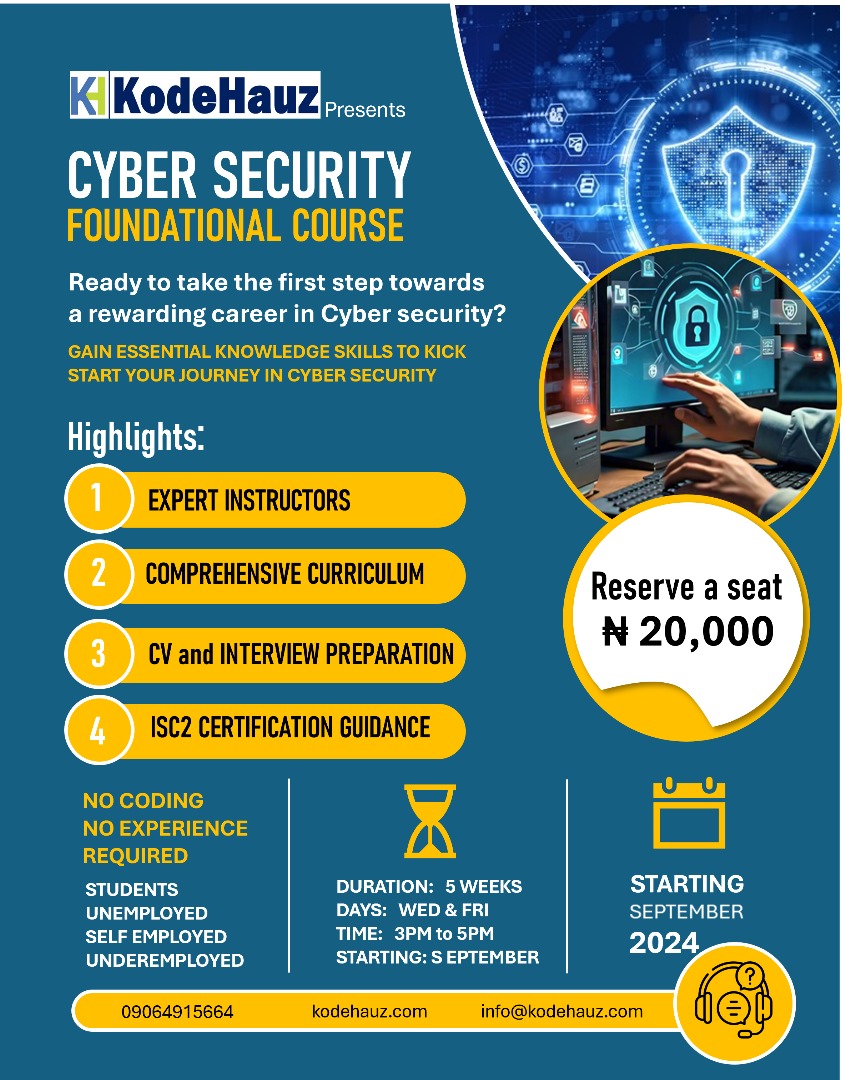 KH KodeHauz Presents
CYBER SECURITY
FOUNDATIONAL COURSE
Ready to take the first step towards
a rewarding career in Cyber security?
GAIN ESSENTIAL KNOWLEDGE SKILLS TO KICK
START YOUR JOURNEY IN CYBER SECURITY
Highlights:
1 EXPERT INSTRUCTORS
2 COMPREHENSIVE CURRICULUM
3 CV and INTERVIEW PREPARATION
4 ISC2 CERTIFICATION GUIDANCE
Reserve a seat
₦ 20,000
NO CODING
NO EXPERIENCE
REQUIRED
STUDENTS
UNEMPLOYED
SELF EMPLOYED
UNDEREMPLOYED
DURATION: 5 WEEKS
DAYS: WED & FRI
TIME: 3PM to 5PM
STARTING: S EPTEMBER
STARTING
SEPTEMBER
2024
09064915664 kodehauz.com info@kodehauz.com